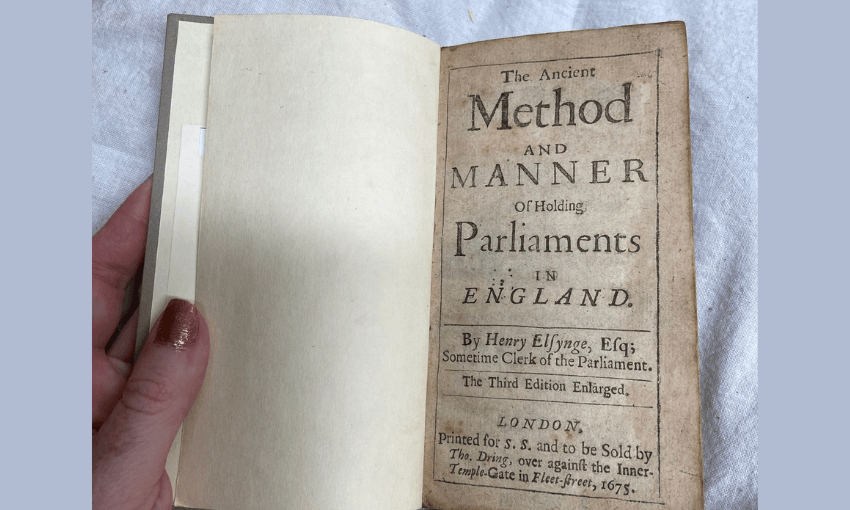 The Ancient
Method
AND
MANNER
Of Holding
Parliaments
IN
ENGLAND.
By Henry Elſynge, Eſq;
Sometime Clerk of the Parliament.
The Third Edition Enlarged.
LONDON,
Printed for S. S. and to be Sold by
Tho. Dring, over againſt the Inner-
Temple-Gate in Fleet-ſtreet, 1675.